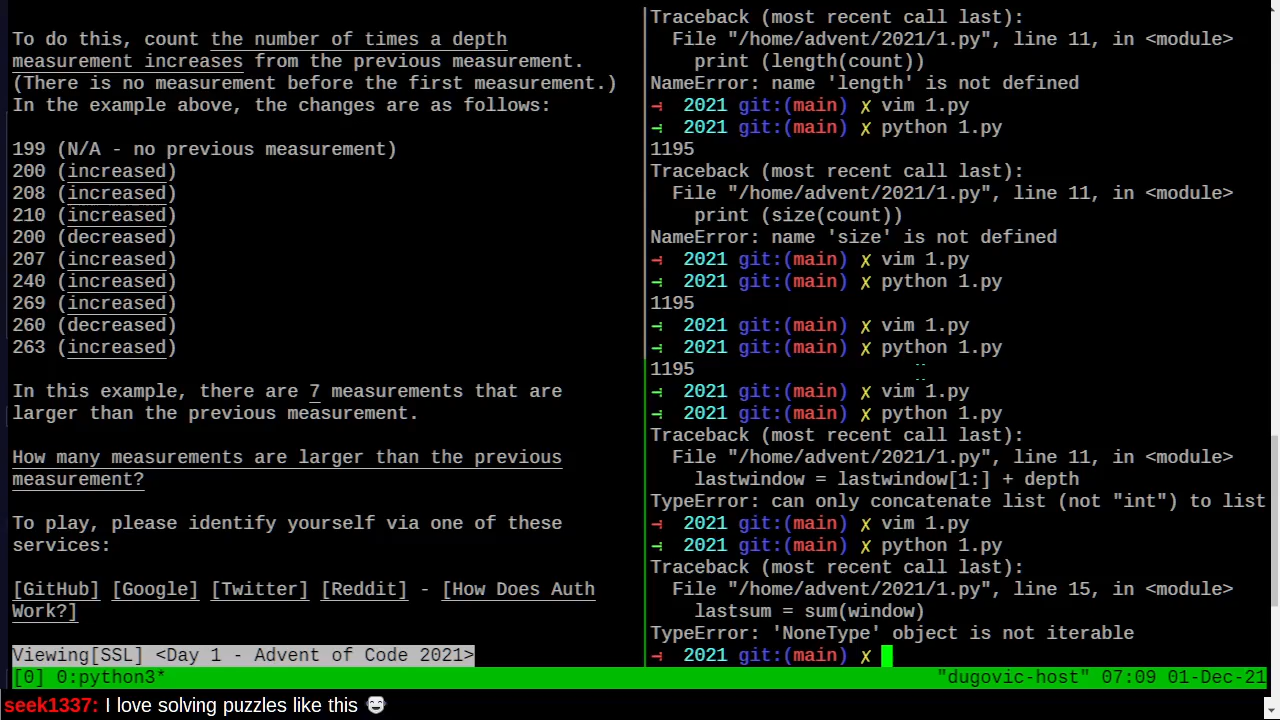 To do this, count the number of times a depth
measurement increases from the previous measurement.
(There is no measurement before the first measurement.)
In the example above, the changes are as follows:
199 (N/A - no previous measurement)
200 (increased)
208 (increased)
210 (increased)
200 (decreased)
207 (increased)
240 (increased)
269 (increased)
260 (decreased)
263 (increased)
In this example, there are 7 measurements that are
larger than the previous measurement.
How many measurements are larger than the previous
measurement?
To play, please identify yourself via one of these
services:
[GitHub] [Google] [Twitter] [Reddit] - [How Does Auth
Work?]
Viewing[SSL] <Day 1 - Advent of Code 2021>
Traceback (most recent call last):
File "/home/advent/2021/1.py", line 11, in <module>
print (length(count))
NameError: name 'length' is not defined
→ 2021 git:(main) ✗ vim 1.py
→ 2021 git:(main) ✗ python 1.py
1195
Traceback (most recent call last):
File "/home/advent/2021/1.py", line 11, in <module>
print (size(count))
NameError: name 'size' is not defined
→ 2021 git:(main) ✗ vim 1.py
→ 2021 git:(main) ✗ python 1.py
1195
→ 2021 git:(main) ✗ vim 1.py
→ 2021 git:(main) ✗ python 1.py
1195
→ 2021 git:(main) ✗ vim 1.py
→ 2021 git:(main) ✗ python 1.py
Traceback (most recent call last):
File "/home/advent/2021/1.py", line 11, in <module>
lastwindow = lastwindow[1:] + depth
TypeError: can only concatenate list (not "int") to list
→ 2021 git:(main) ✗ vim 1.py
→ 2021 git:(main) ✗ python 1.py
Traceback (most recent call last):
File "/home/advent/2021/1.py", line 15, in <module>
lastsum = sum(window)
TypeError: 'NoneType' object is not iterable
→ 2021 git:(main) ✗
[0] 0:python3* "dugovic-host" 07:09 01-Dec-21
seek1337: I love solving puzzles like this